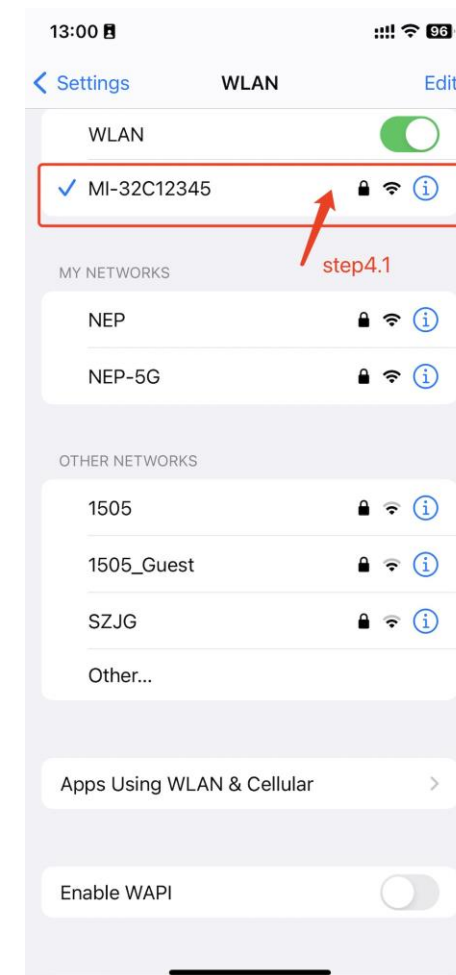 13:00 96
Settings WLAN Edit
WLAN
MI-32C12345
step4.1
MY NETWORKS
NEP
NEP-5G
OTHER NETWORKS
1505
1505_Guest
SZJG
Other...
Apps Using WLAN & Cellular
Enable WAPI